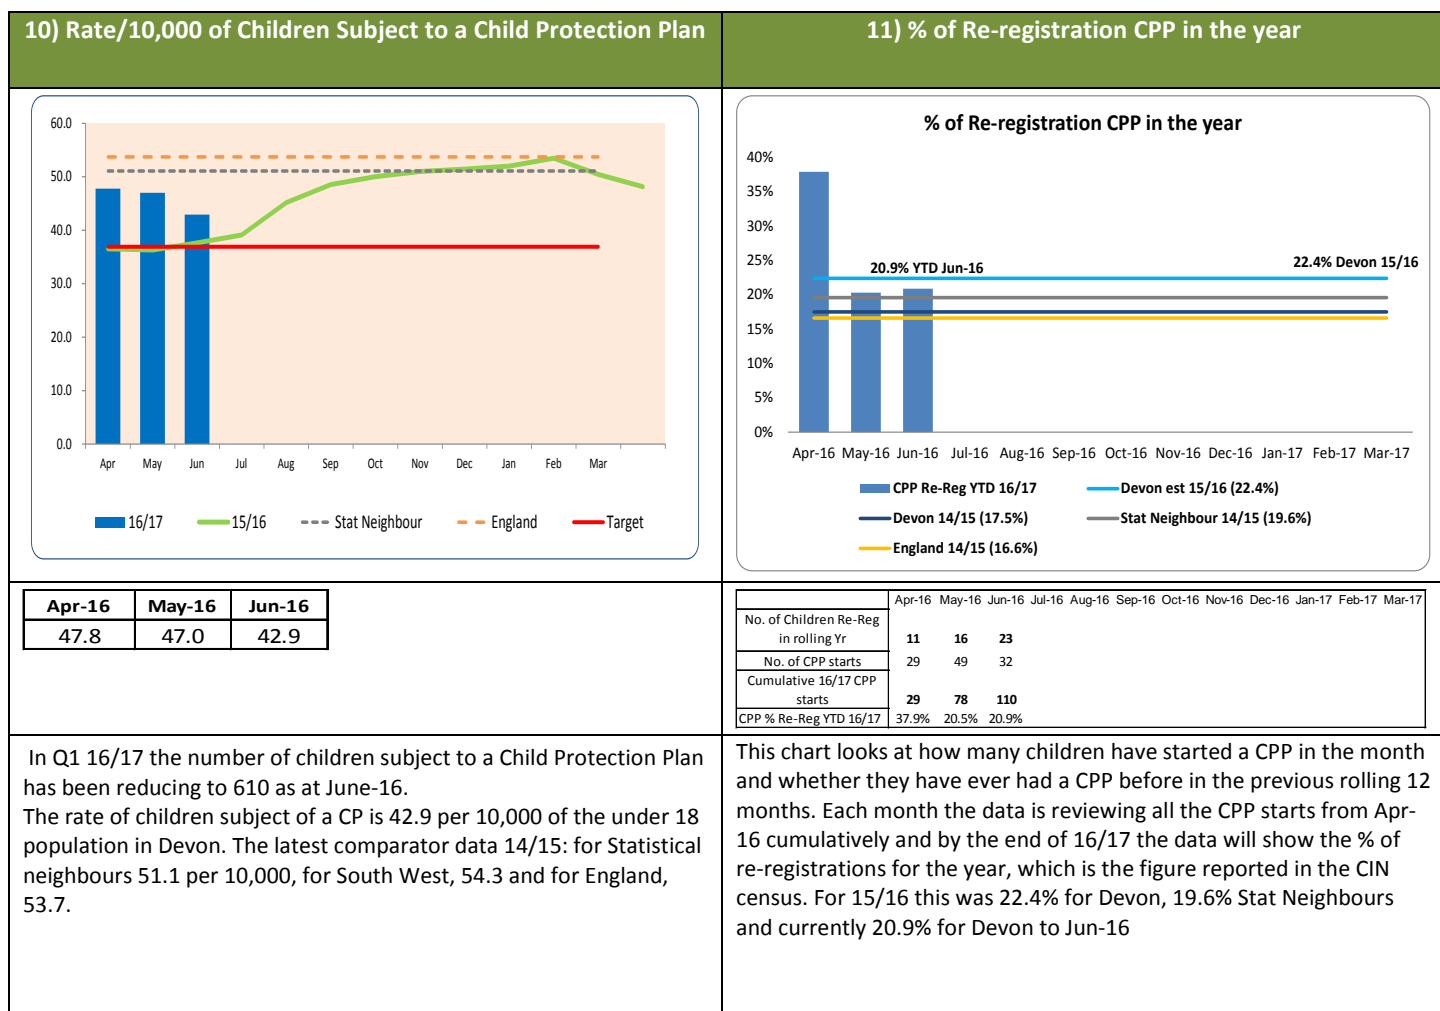 10) Rate/10,000 of Children Subject to a Child Protection Plan
11) % of Re-registration CPP in the year
60.0
50.0
40.0
30.0
20.0
10.0
0.0
Apr May Jun Jul Aug Sep Oct Nov Dec Jan Feb Mar
16/17 15/16 Stat Neighbour England Target
% of Re-registration CPP in the year
40%
35%
30%
25%
20%
15%
10%
5%
0%
20.9% YTD Jun-16
22.4% Devon 15/16
Apr-16 May-16 Jun-16 Jul-16 Aug-16 Sep-16 Oct-16 Nov-16 Dec-16 Jan-17 Feb-17 Mar-17
CPP Re-Reg YTD 16/17 Devon est 15/16 (22.4%)
Devon 14/15 (17.5%) Stat Neighbour 14/15 (19.6%)
England 14/15 (16.6%)
Apr-16 May-16 Jun-16
47.8 47.0 42.9
Apr-16 May-16 Jun-16 Jul-16 Aug-16 Sep-16 Oct-16 Nov-16 Dec-16 Jan-17 Feb-17 Mar-17
No. of Children Re-Reg
in rolling Yr 11 16 23
No. of CPP starts 29 49 32
Cumulative 16/17 CPP
starts 29 78 110
CPP % Re-Reg YTD 16/17 37.9% 20.5% 20.9%
In Q1 16/17 the number of children subject to a Child Protection Plan
has been reducing to 610 as at June-16.
The rate of children subject of a CP is 42.9 per 10,000 of the under 18
population in Devon. The latest comparator data 14/15: for Statistical
neighbours 51.1 per 10,000, for South West, 54.3 and for England,
53.7.
This chart looks at how many children have started a CPP in the month
and whether they have ever had a CPP before in the previous rolling 12
months. Each month the data is reviewing all the CPP starts from Apr-
16 cumulatively and by the end of 16/17 the data will show the % of
re-registrations for the year, which is the figure reported in the CIN
census. For 15/16 this was 22.4% for Devon, 19.6% Stat Neighbours
and currently 20.9% for Devon to Jun-16